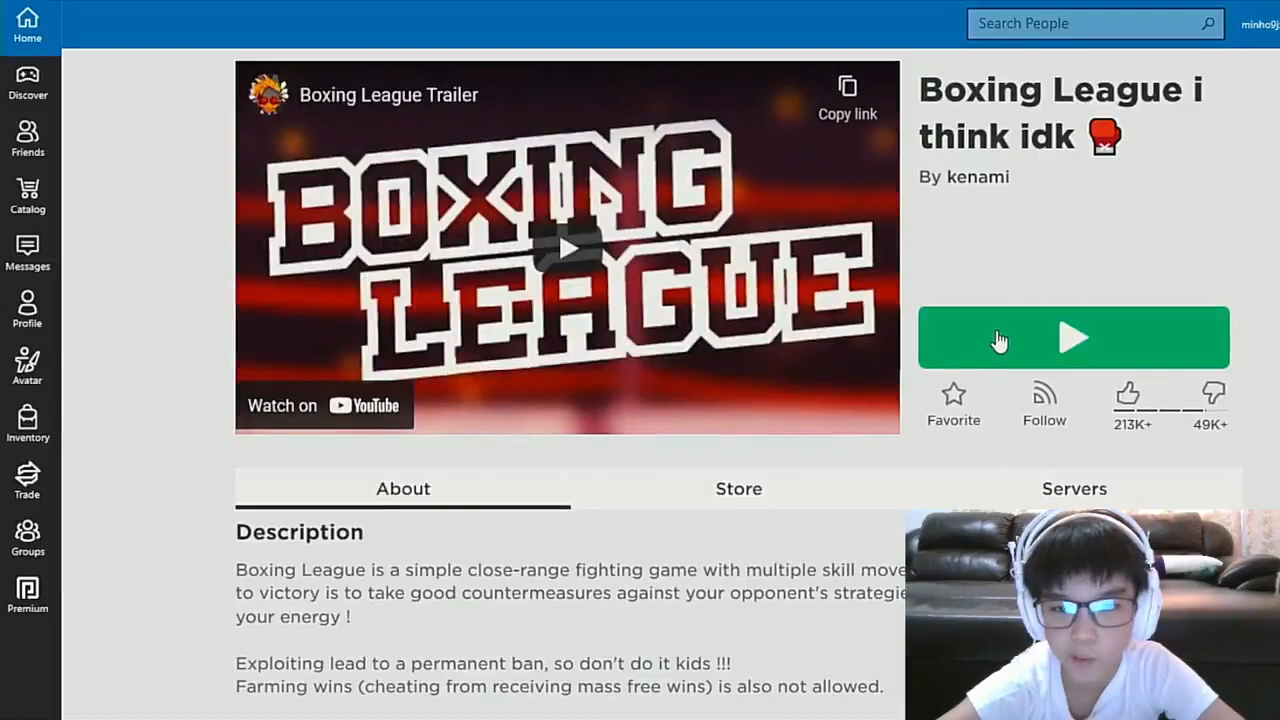 Home
Discover
Friends
Catalog
Messages
Profile
Avatar
Inventory
Trade
Groups
Premium
Search People
minho9j
Boxing League Trailer
Copy link
BOXING
LEAGUE
Watch on YouTube
Boxing League i
think idk
By kenami
Favorite
Follow
213K+
49K+
About
Store
Servers
Description
Boxing League is a simple close-range fighting game with multiple skill move
to victory is to take good countermeasures against your opponent's strategie
your energy !
Exploiting lead to a permanent ban, so don't do it kids !!!
Farming wins (cheating from receiving mass free wins) is also not allowed.